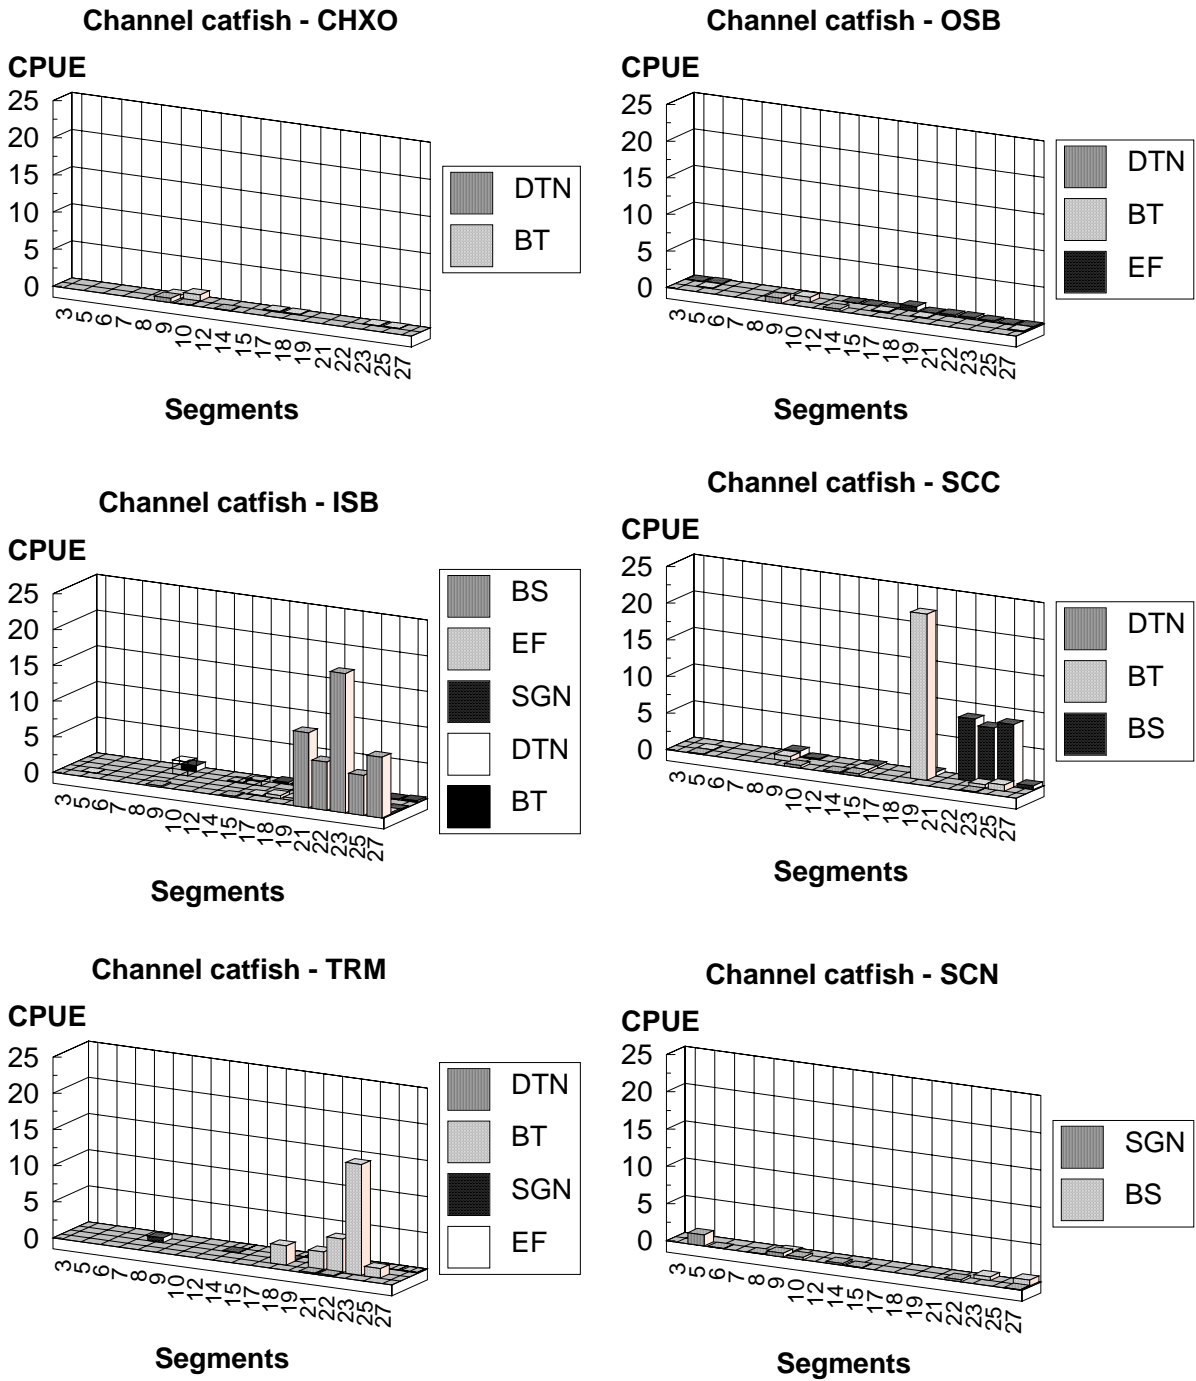 Channel catfish - CHXO
CPUE
25
20
15
10
5
0
3 5 6 7 8 9 10 12 14 15 17 18 19 21 22 23 25 27
Segments
DTN
BT
Channel catfish - OSB
CPUE
25
20
15
10
5
0
3 5 6 7 8 9 10 12 14 15 17 18 19 21 22 23 25 27
Segments
DTN
BT
EF
Channel catfish - ISB
CPUE
25
20
15
10
5
0
3 5 6 7 8 9 10 12 14 15 17 18 19 21 22 23 25 27
Segments
BS
EF
SGN
DTN
BT
Channel catfish - SCC
CPUE
25
20
15
10
5
0
3 5 6 7 8 9 10 12 14 15 17 18 19 21 22 23 25 27
Segments
DTN
BT
BS
Channel catfish - TRM
CPUE
25
20
15
10
5
0
3 5 6 7 8 9 10 12 14 15 17 18 19 21 22 23 25 27
Segments
DTN
BT
SGN
EF
Channel catfish - SCN
CPUE
25
20
15
10
5
0
3 5 6 7 8 9 10 12 14 15 17 18 19 21 22 23 25 27
Segments
SGN
BS